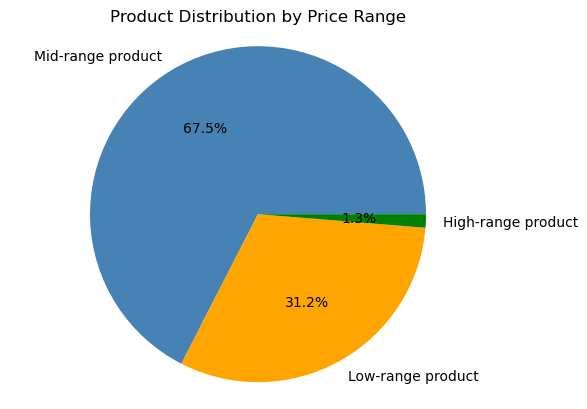 Product Distribution by Price Range
Mid-range product
67.5%
1.3%
High-range product
31.2%
Low-range product